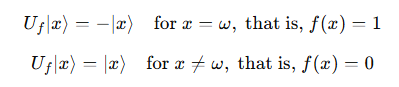 U_f|x⟩ = −|x⟩ for x = ω, that is, f(x) = 1
U_f|x⟩ = |x⟩ for x ≠ ω, that is, f(x) = 0